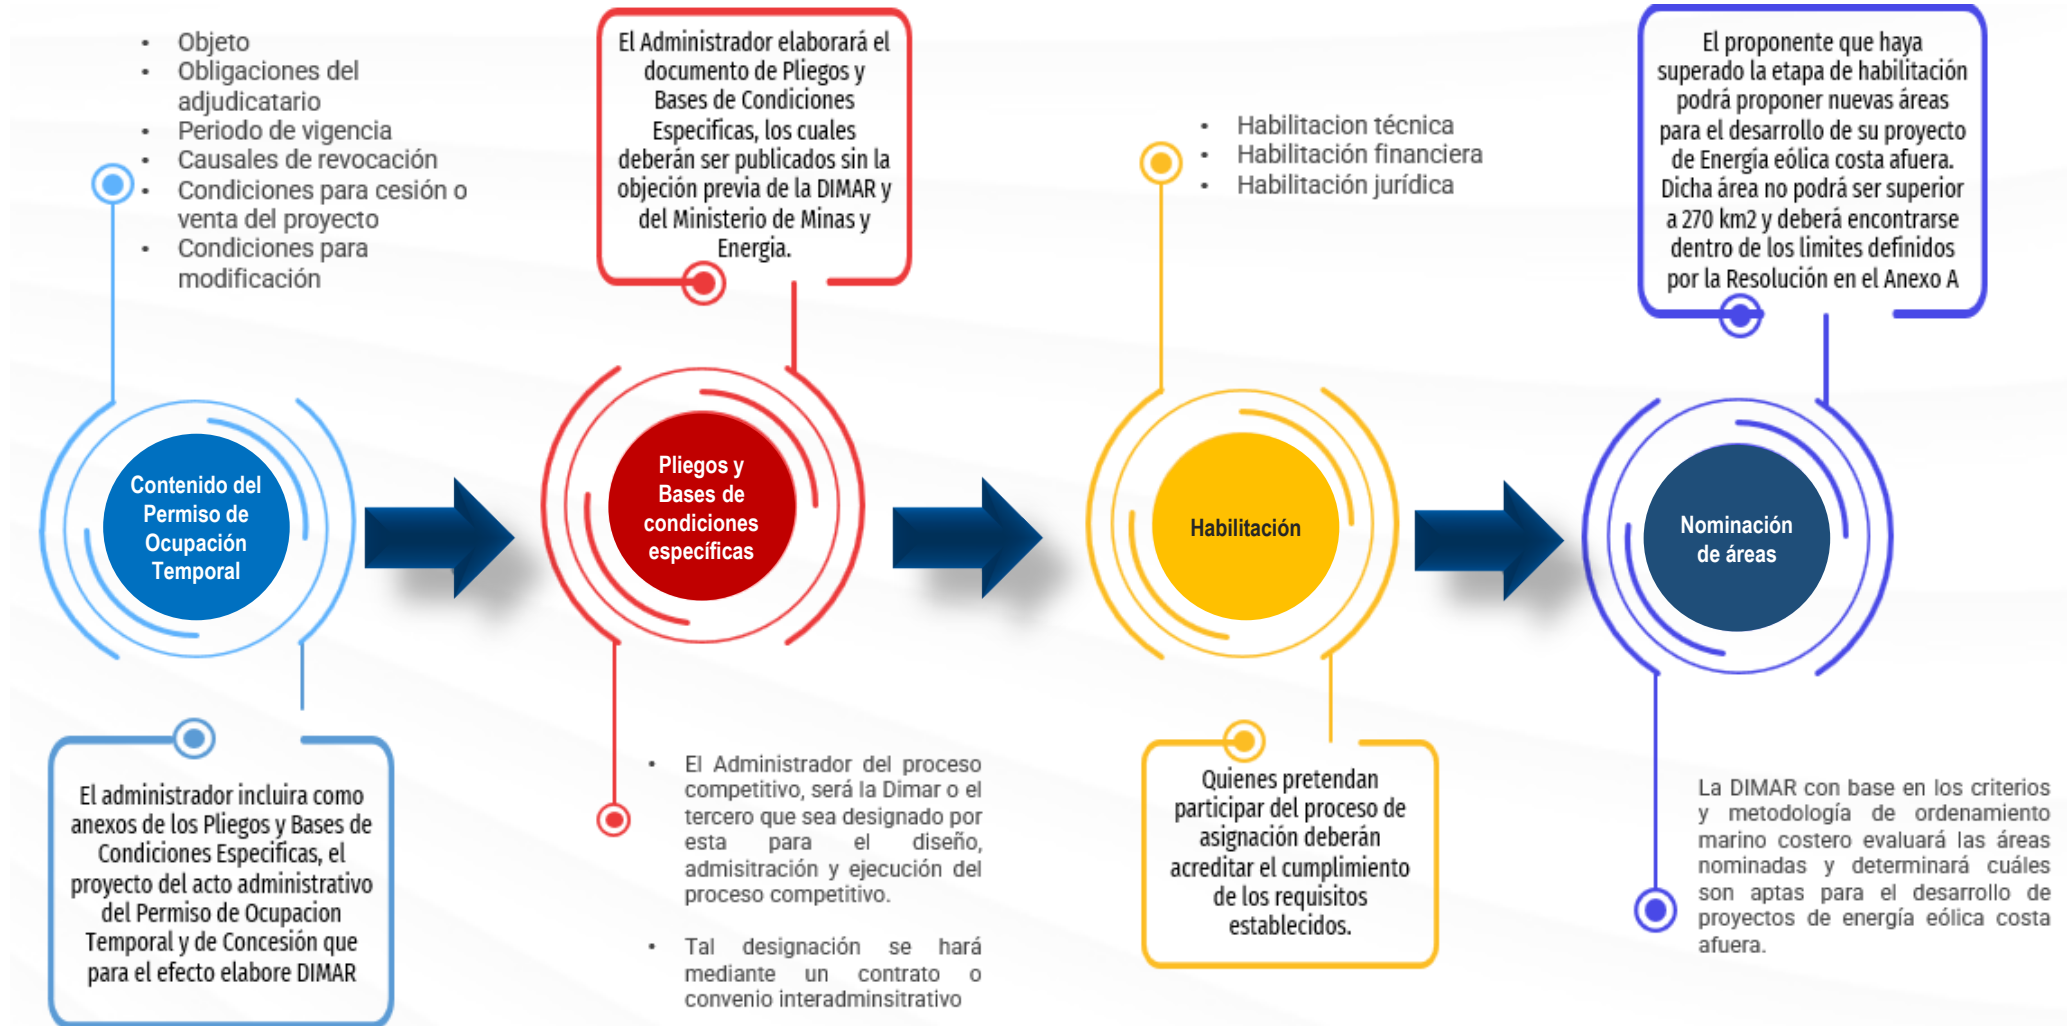 • Objeto
• Obligaciones del
adjudicatario
• Periodo de vigencia
• Causales de revocación
• Condiciones para cesión o
venta del proyecto
• Condiciones para
modificación
Contenido del
Permiso de
Ocupación
Temporal
El administrador incluira como
anexos de los Pliegos y Bases de
Condiciones Especificas, el
proyecto del acto administrativo
del Permiso de Ocupacion
Temporal y de Concesión que
para el efecto elabore DIMAR
El Administrador elaborará el
documento de Pliegos y
Bases de Condiciones
Especificas, los cuales
deberán ser publicados sin la
objeción previa de la DIMAR y
del Ministerio de Minas y
Energia.
Pliegos y
Bases de
condiciones
específicas
• El Administrador del proceso
competitivo, será la Dimar o el
tercero que sea designado por
esta para el diseño,
admisitración y ejecución del
proceso competitivo.
• Tal designación se hará
mediante un contrato o
convenio interadminsitrativo
• Habilitacion técnica
• Habilitación financiera
• Habilitación jurídica
Habilitación
Quienes pretendan
participar del proceso de
asignación deberán
acreditar el cumplimiento
de los requisitos
establecidos.
El proponente que haya
superado la etapa de habilitación
podrá proponer nuevas áreas
para el desarrollo de su proyecto
de Energía eólica costa afuera.
Dicha área no podrá ser superior
a 270 km2 y deberá encontrarse
dentro de los limites definidos
por la Resolución en el Anexo A
Nominación
de áreas
La DIMAR con base en los criterios
y metodología de ordenamiento
marino costero evaluará las áreas
nominadas y determinará cuáles
son aptas para el desarrollo de
proyectos de energía eólica costa
afuera.